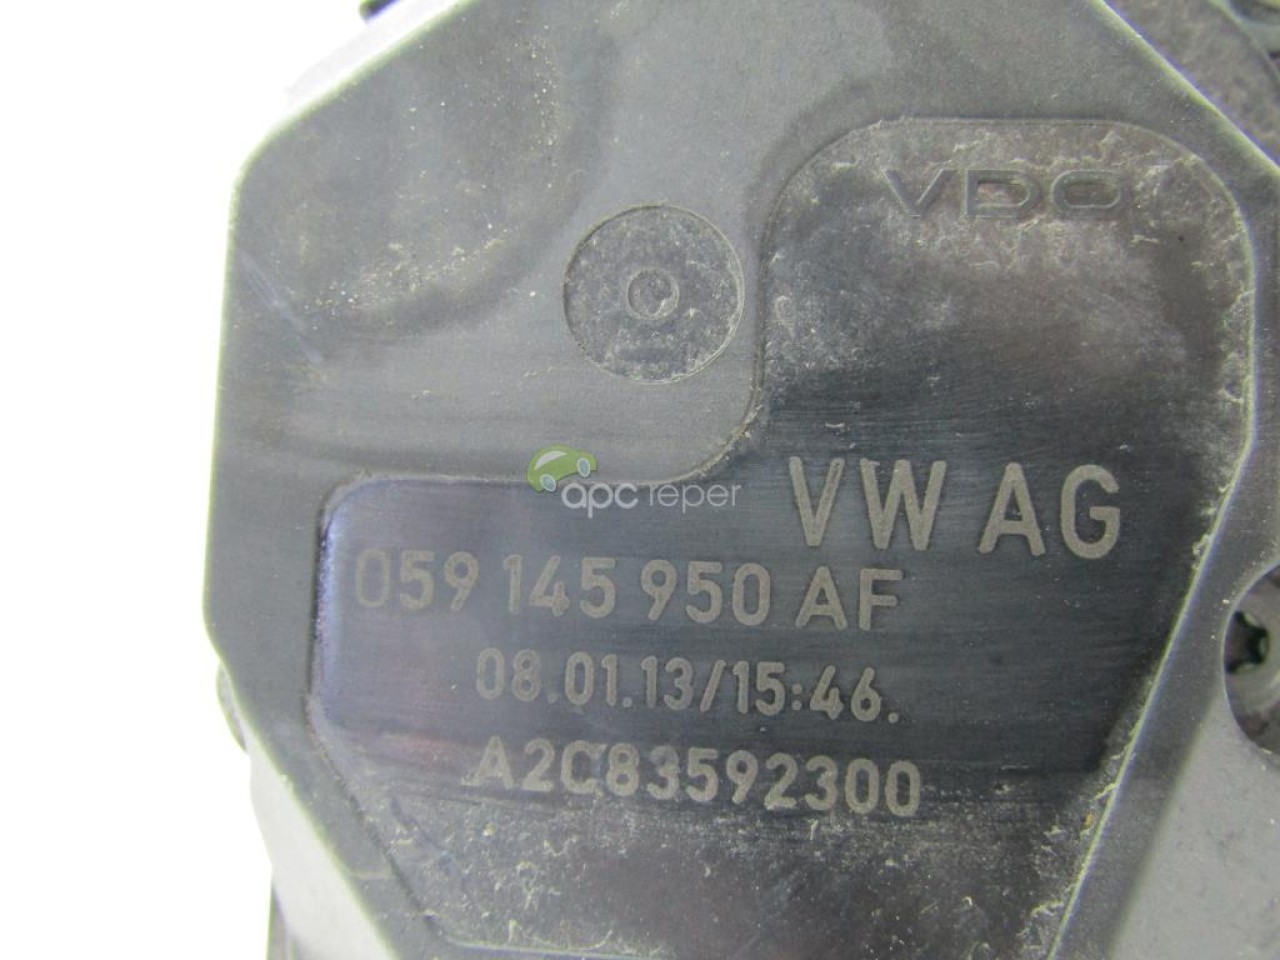 VDO
apc reper
VW AG
059 145 950 AF
08.01.13/15:46.
A2C83592300